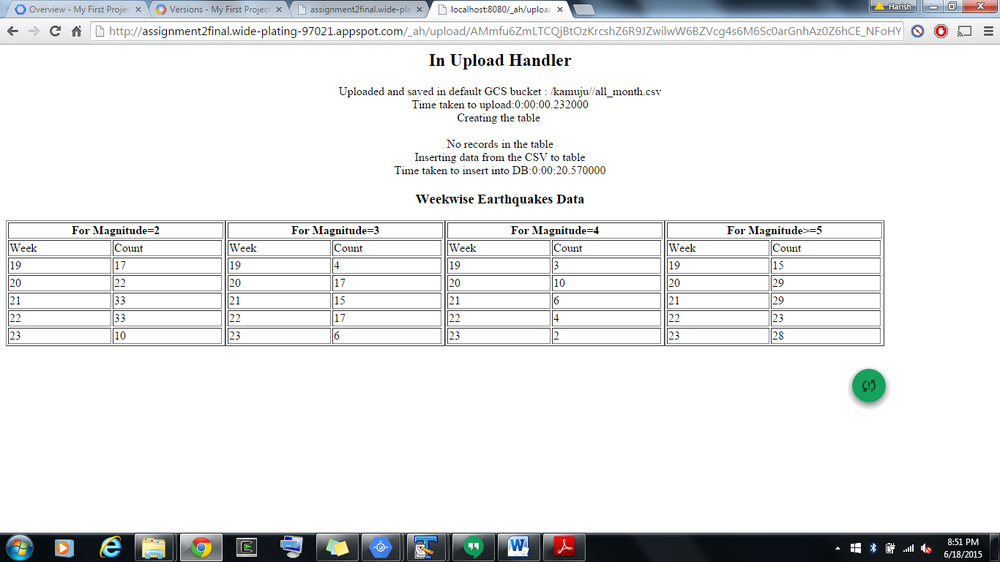 Overview - My First Projec
Versions - My First Project
assignment2final.wide-pla
localhost:8080/_ah/upload
Harish
http://assignment2final.wide-plating-97021.appspot.com/_ah/upload/AMmfu6ZmLTCQjBtOzKrcshZ6R9JZwilwW6BZVcg4s6M6Sc0arGnhAz0Z6hCE_NFoHY
In Upload Handler
Uploaded and saved in default GCS bucket : /kamuju//all_month.csv
Time taken to upload:0:00:00.232000
Creating the table
No records in the table
Inserting data from the CSV to table
Time taken to insert into DB:0:00:20.570000
Weekwise Earthquakes Data
For Magnitude=2 For Magnitude=3 For Magnitude=4 For Magnitude>=5
Week Count Week Count Week Count Week Count
19 17 19 4 19 3 19 15
20 22 20 17 20 10 20 29
21 33 21 15 21 6 21 29
22 33 22 17 22 4 22 23
23 10 23 6 23 2 23 28
8:51 PM
6/18/2015